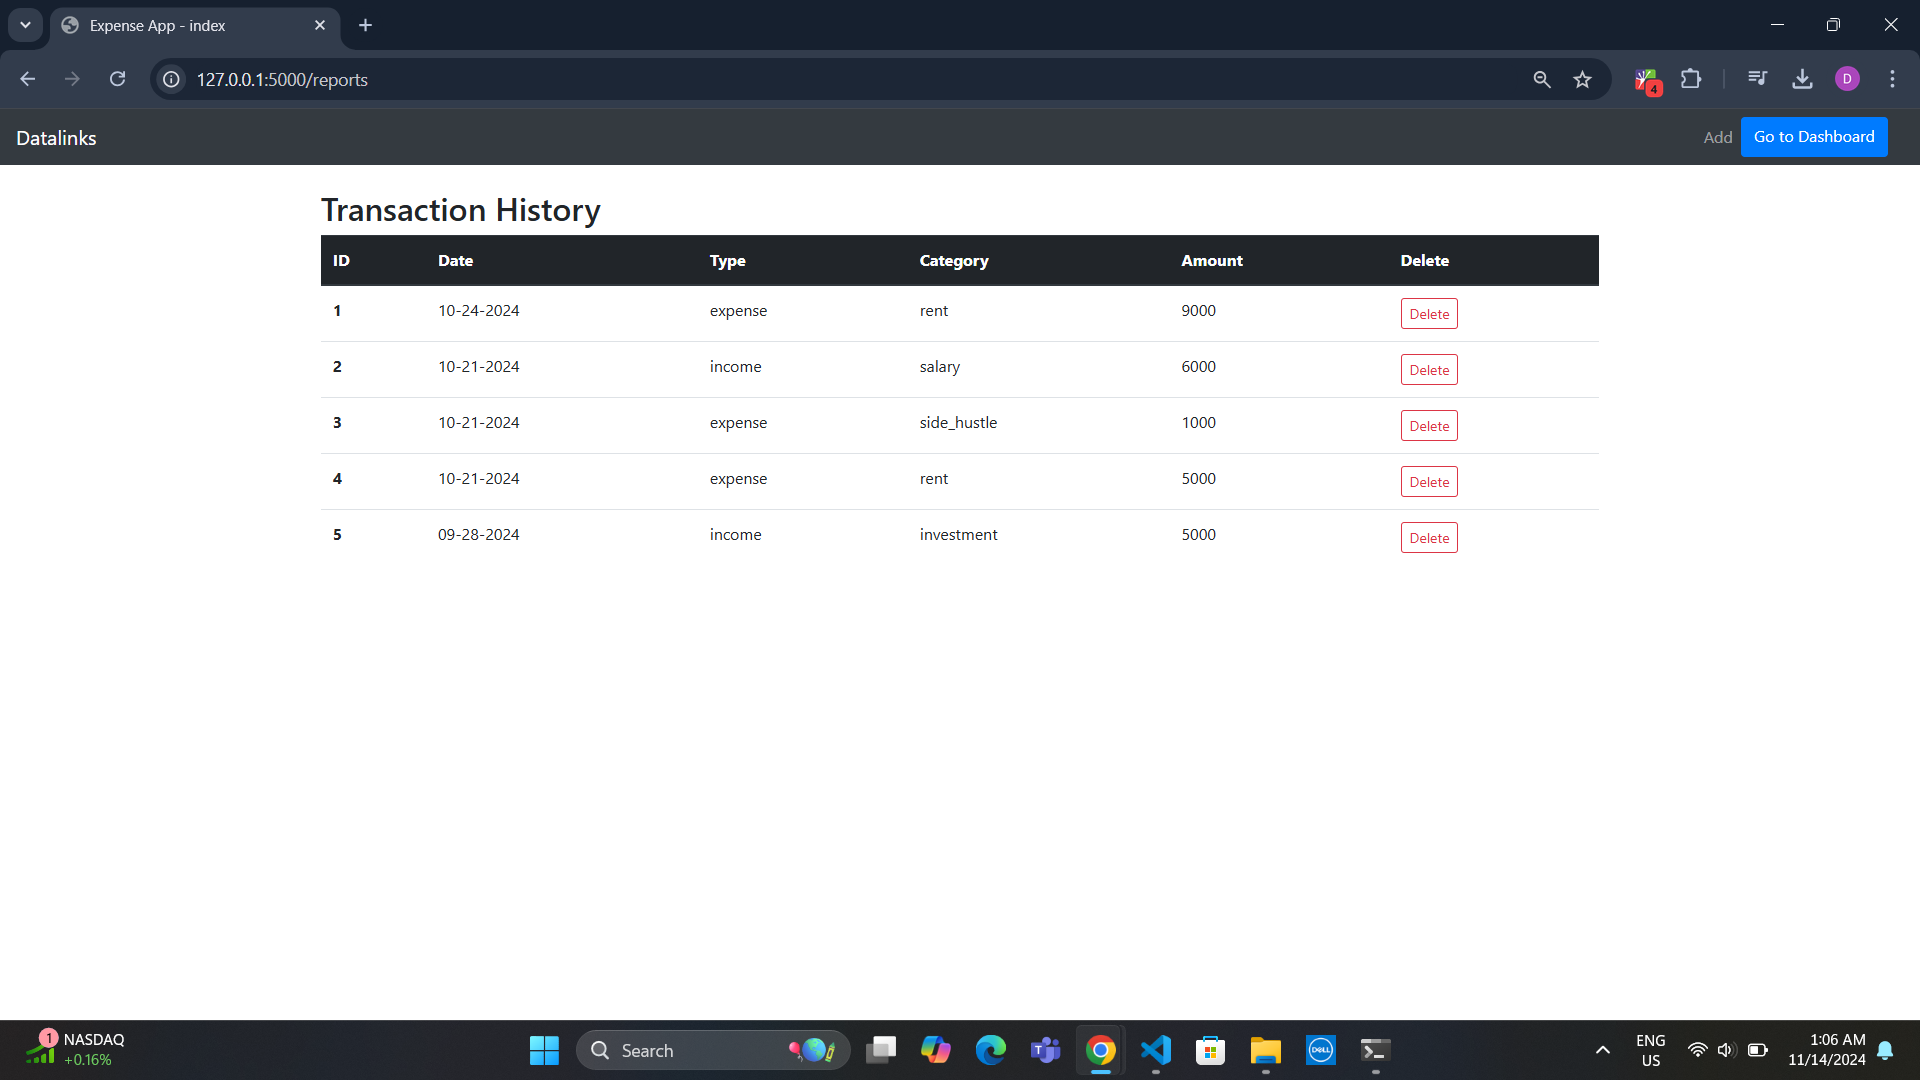 Expense App - index
127.0.0.1:5000/reports
4
D
Datalinks
Add
Go to Dashboard
Transaction History
ID Date Type Category Amount Delete
1 10-24-2024 expense rent 9000 Delete
2 10-21-2024 income salary 6000 Delete
3 10-21-2024 expense side_hustle 1000 Delete
4 10-21-2024 expense rent 5000 Delete
5 09-28-2024 income investment 5000 Delete
1
NASDAQ
+0.16%
Search
T
DELL
ENG
US
1:06 AM
11/14/2024